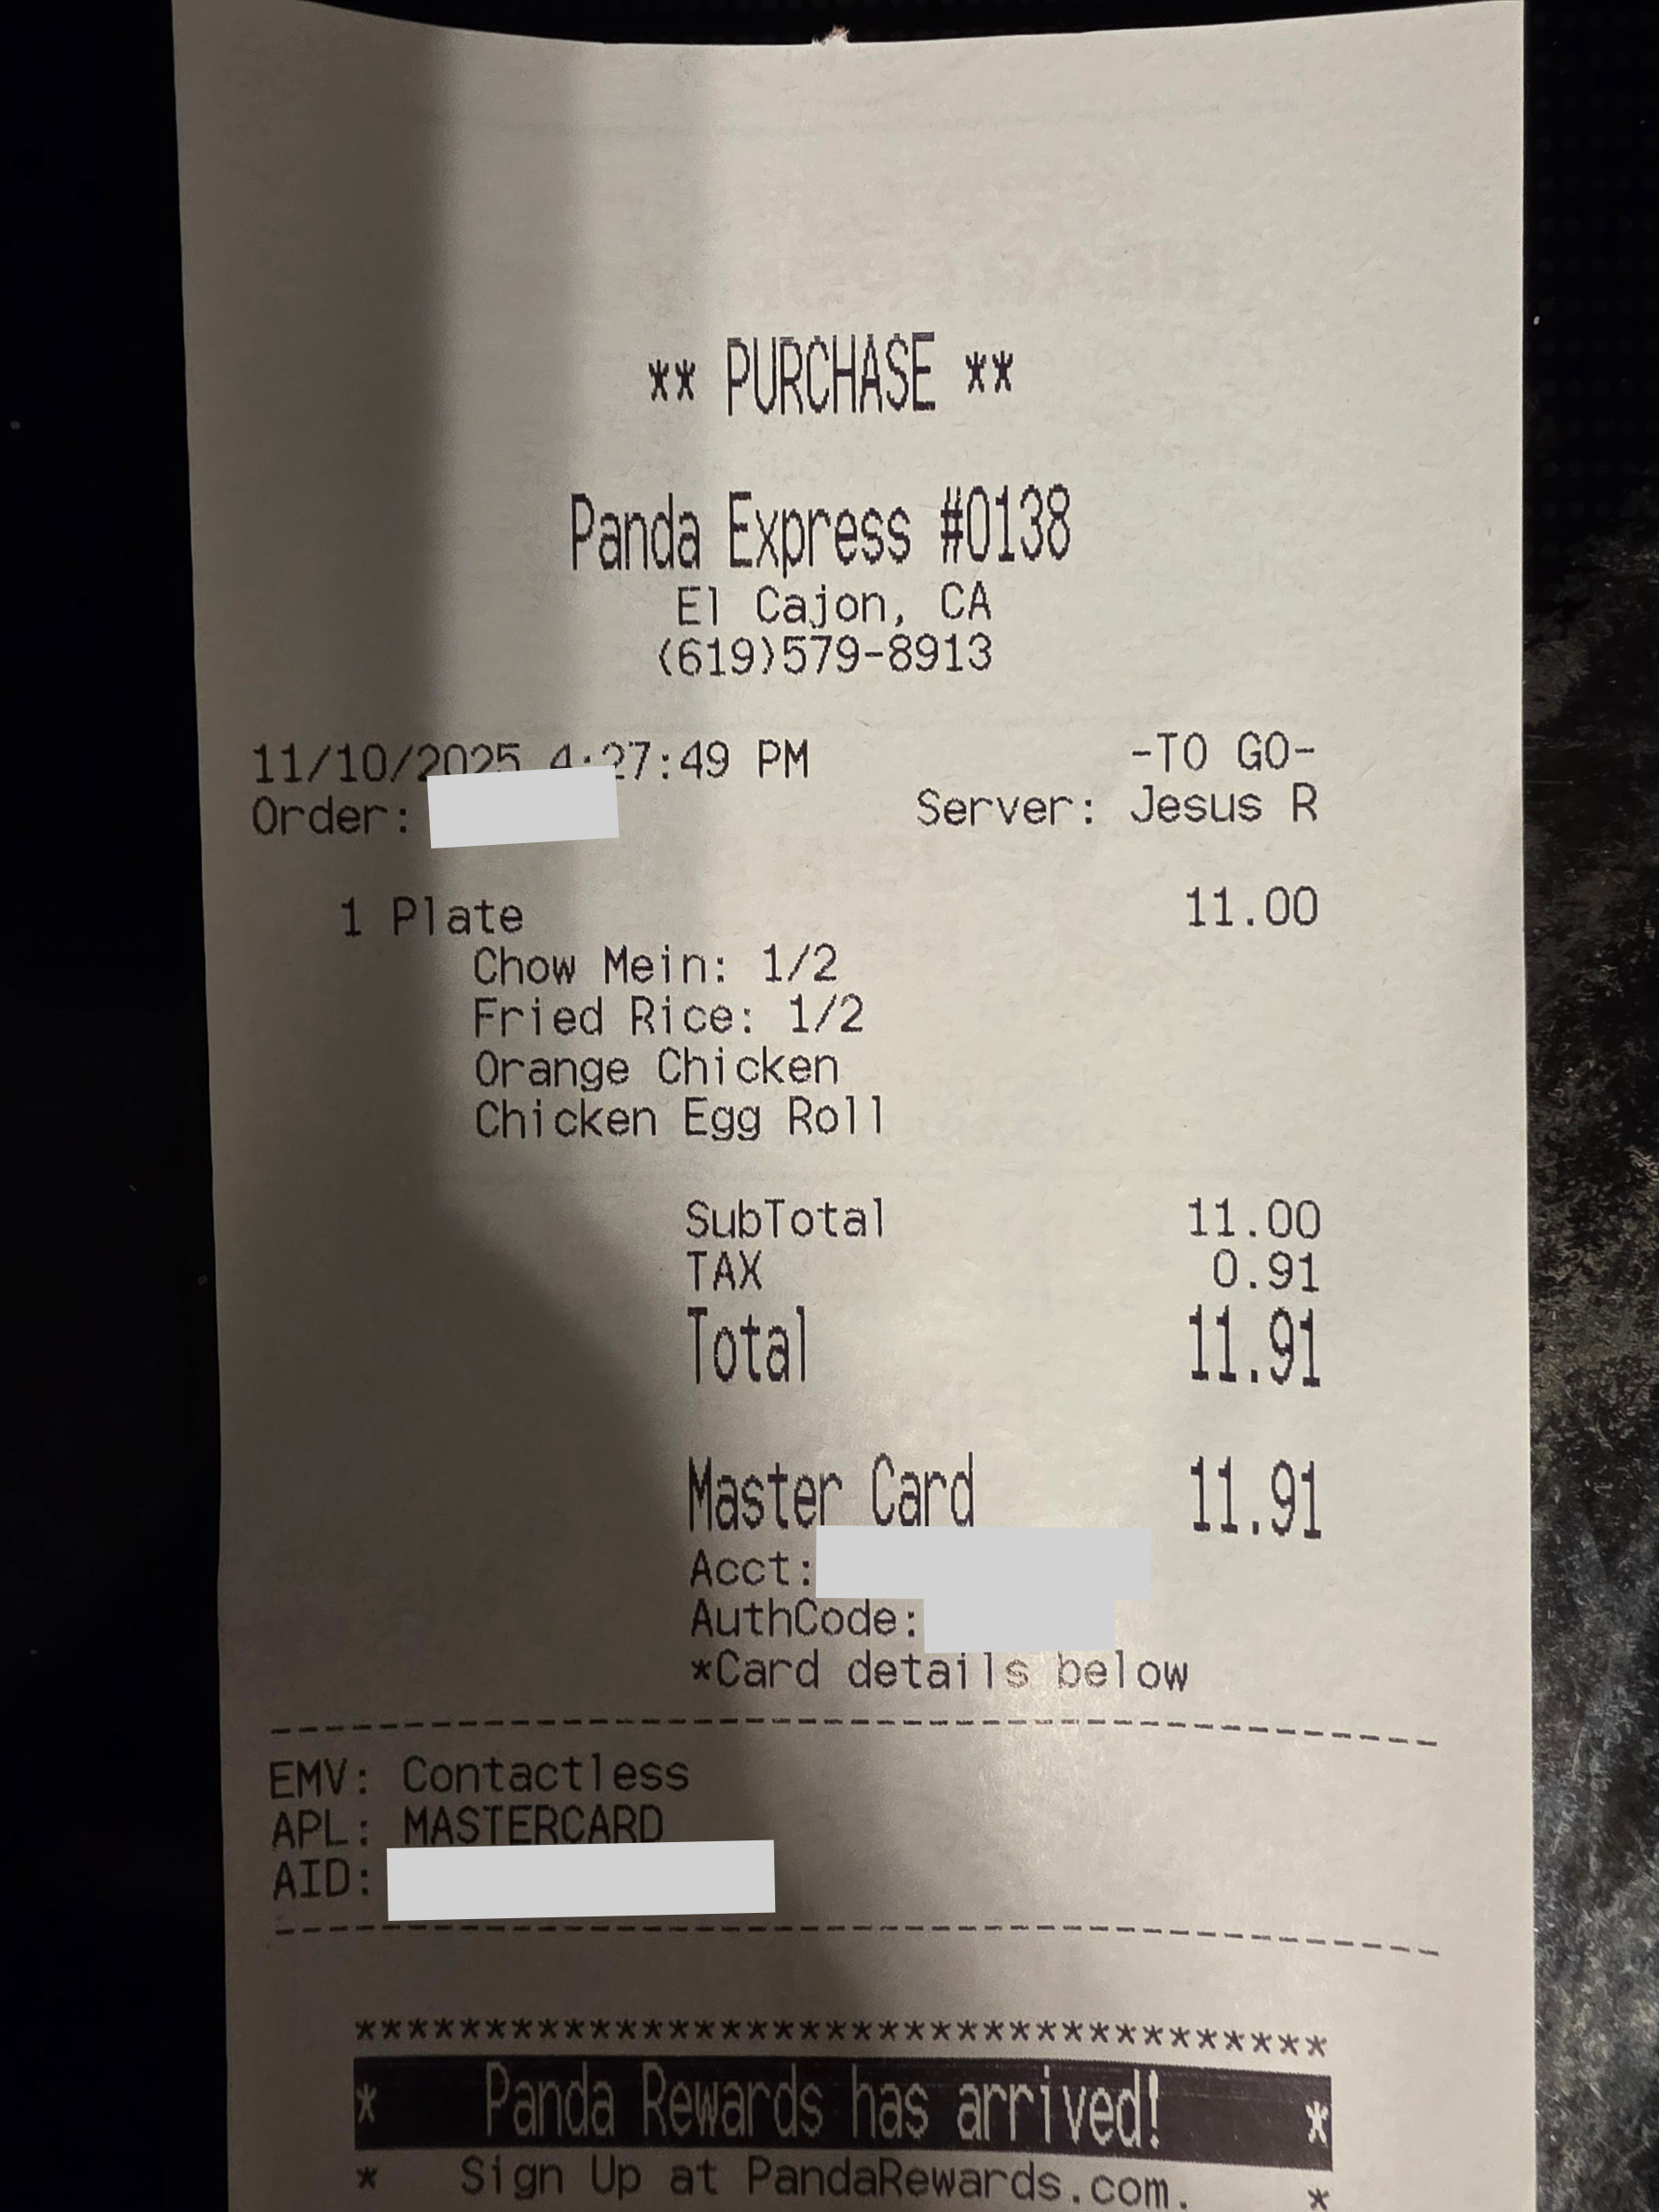 ** PURCHASE **
Panda Express #0138
El Cajon, CA
(619)579-8913
11/10/2025 4:27:49 PM -TO GO-
Order: Server: Jesus R
1 Plate 11.00
Chow Mein: 1/2
Fried Rice: 1/2
Orange Chicken
Chicken Egg Roll
SubTotal 11.00
TAX 0.91
Total 11.91
Master Card 11.91
Acct:
AuthCode:
*Card details below
--------------------------------------------
EMV: Contactless
APL: MASTERCARD
AID:
--------------------------------------------
*************************************
* Panda Rewards has arrived! *
* Sign Up at PandaRewards.com. *